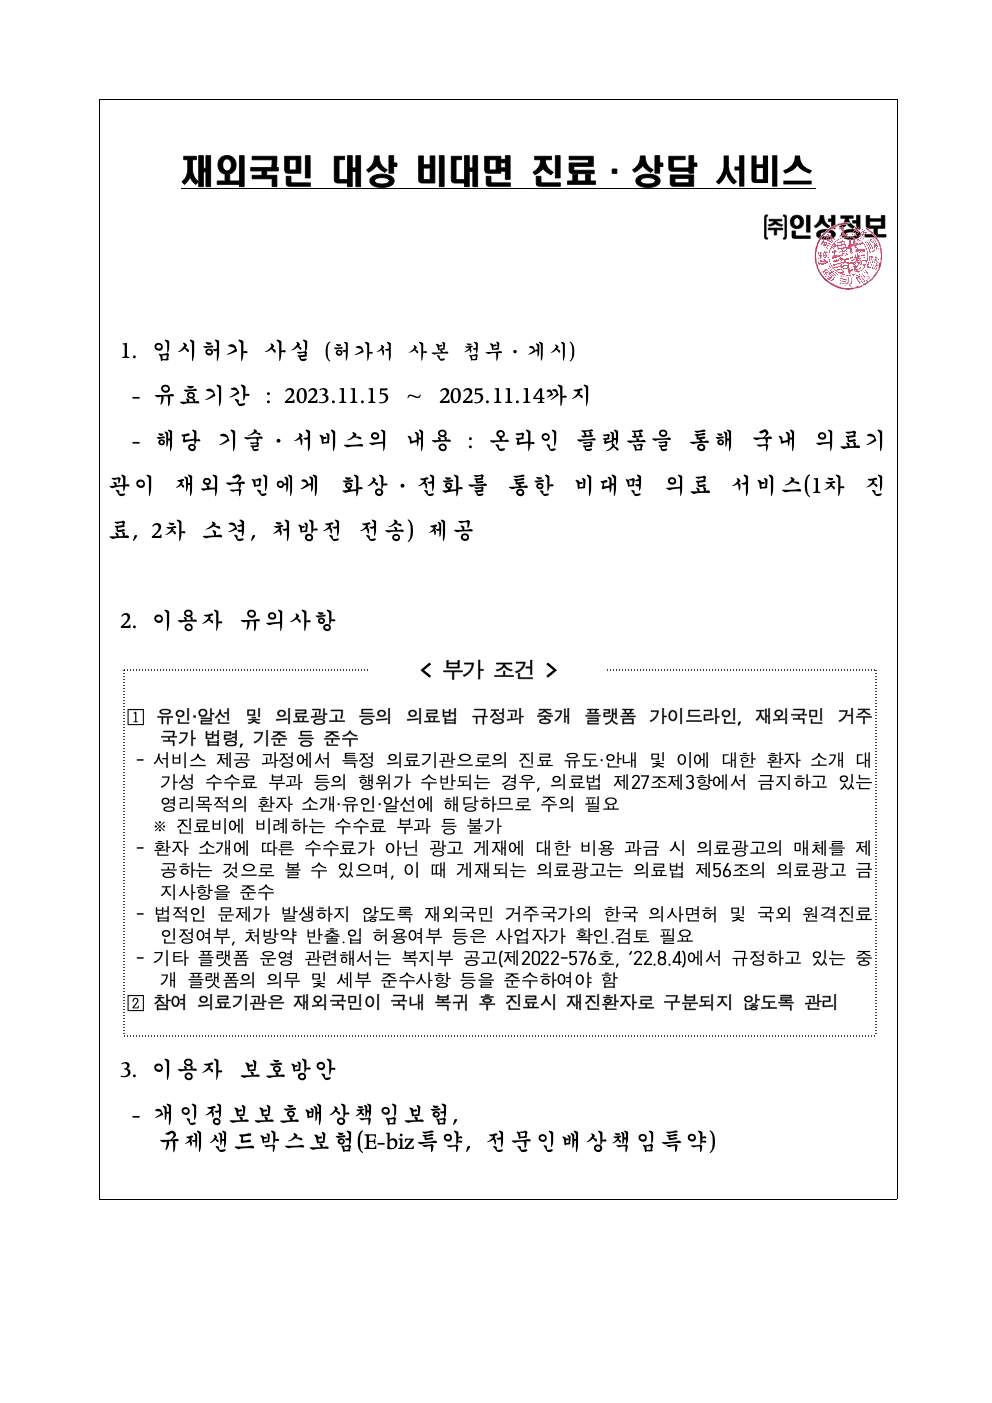 재외국민 대상 비대면 진료·상담 서비스
㈜인성정보
1. 임시허가 사실 (허가서 사본 첨부·게시)
- 유효기간 : 2023.11.15 ~ 2025.11.14까지
- 해당 기술·서비스의 내용 : 온라인 플랫폼을 통해 국내 의료기
관이 재외국민에게 화상·전화를 통한 비대면 의료 서비스(1차 진
료, 2차 소견, 처방전 전송) 제공
2. 이용자 유의사항
< 부가 조건 >
1 유인·알선 및 의료광고 등의 의료법 규정과 중개 플랫폼 가이드라인, 재외국민 거주
국가 법령, 기준 등 준수
- 서비스 제공 과정에서 특정 의료기관으로의 진료 유도·안내 및 이에 대한 환자 소개 대
가성 수수료 부과 등의 행위가 수반되는 경우, 의료법 제27조제3항에서 금지하고 있는
영리목적의 환자 소개·유인·알선에 해당하므로 주의 필요
※ 진료비에 비례하는 수수료 부과 등 불가
- 환자 소개에 따른 수수료가 아닌 광고 게재에 대한 비용 과금 시 의료광고의 매체를 제
공하는 것으로 볼 수 있으며, 이 때 게재되는 의료광고는 의료법 제56조의 의료광고 금
지사항을 준수
- 법적인 문제가 발생하지 않도록 재외국민 거주국가의 한국 의사면허 및 국외 원격진료
인정여부, 처방약 반출.입 허용여부 등은 사업자가 확인.검토 필요
- 기타 플랫폼 운영 관련해서는 복지부 공고(제2022-576호, ’22.8.4)에서 규정하고 있는 중
개 플랫폼의 의무 및 세부 준수사항 등을 준수하여야 함
2 참여 의료기관은 재외국민이 국내 복귀 후 진료시 재진환자로 구분되지 않도록 관리
3. 이용자 보호방안
- 개인정보보호배상책임보험,
규제샌드박스보험(E-biz특약, 전문인배상책임특약)